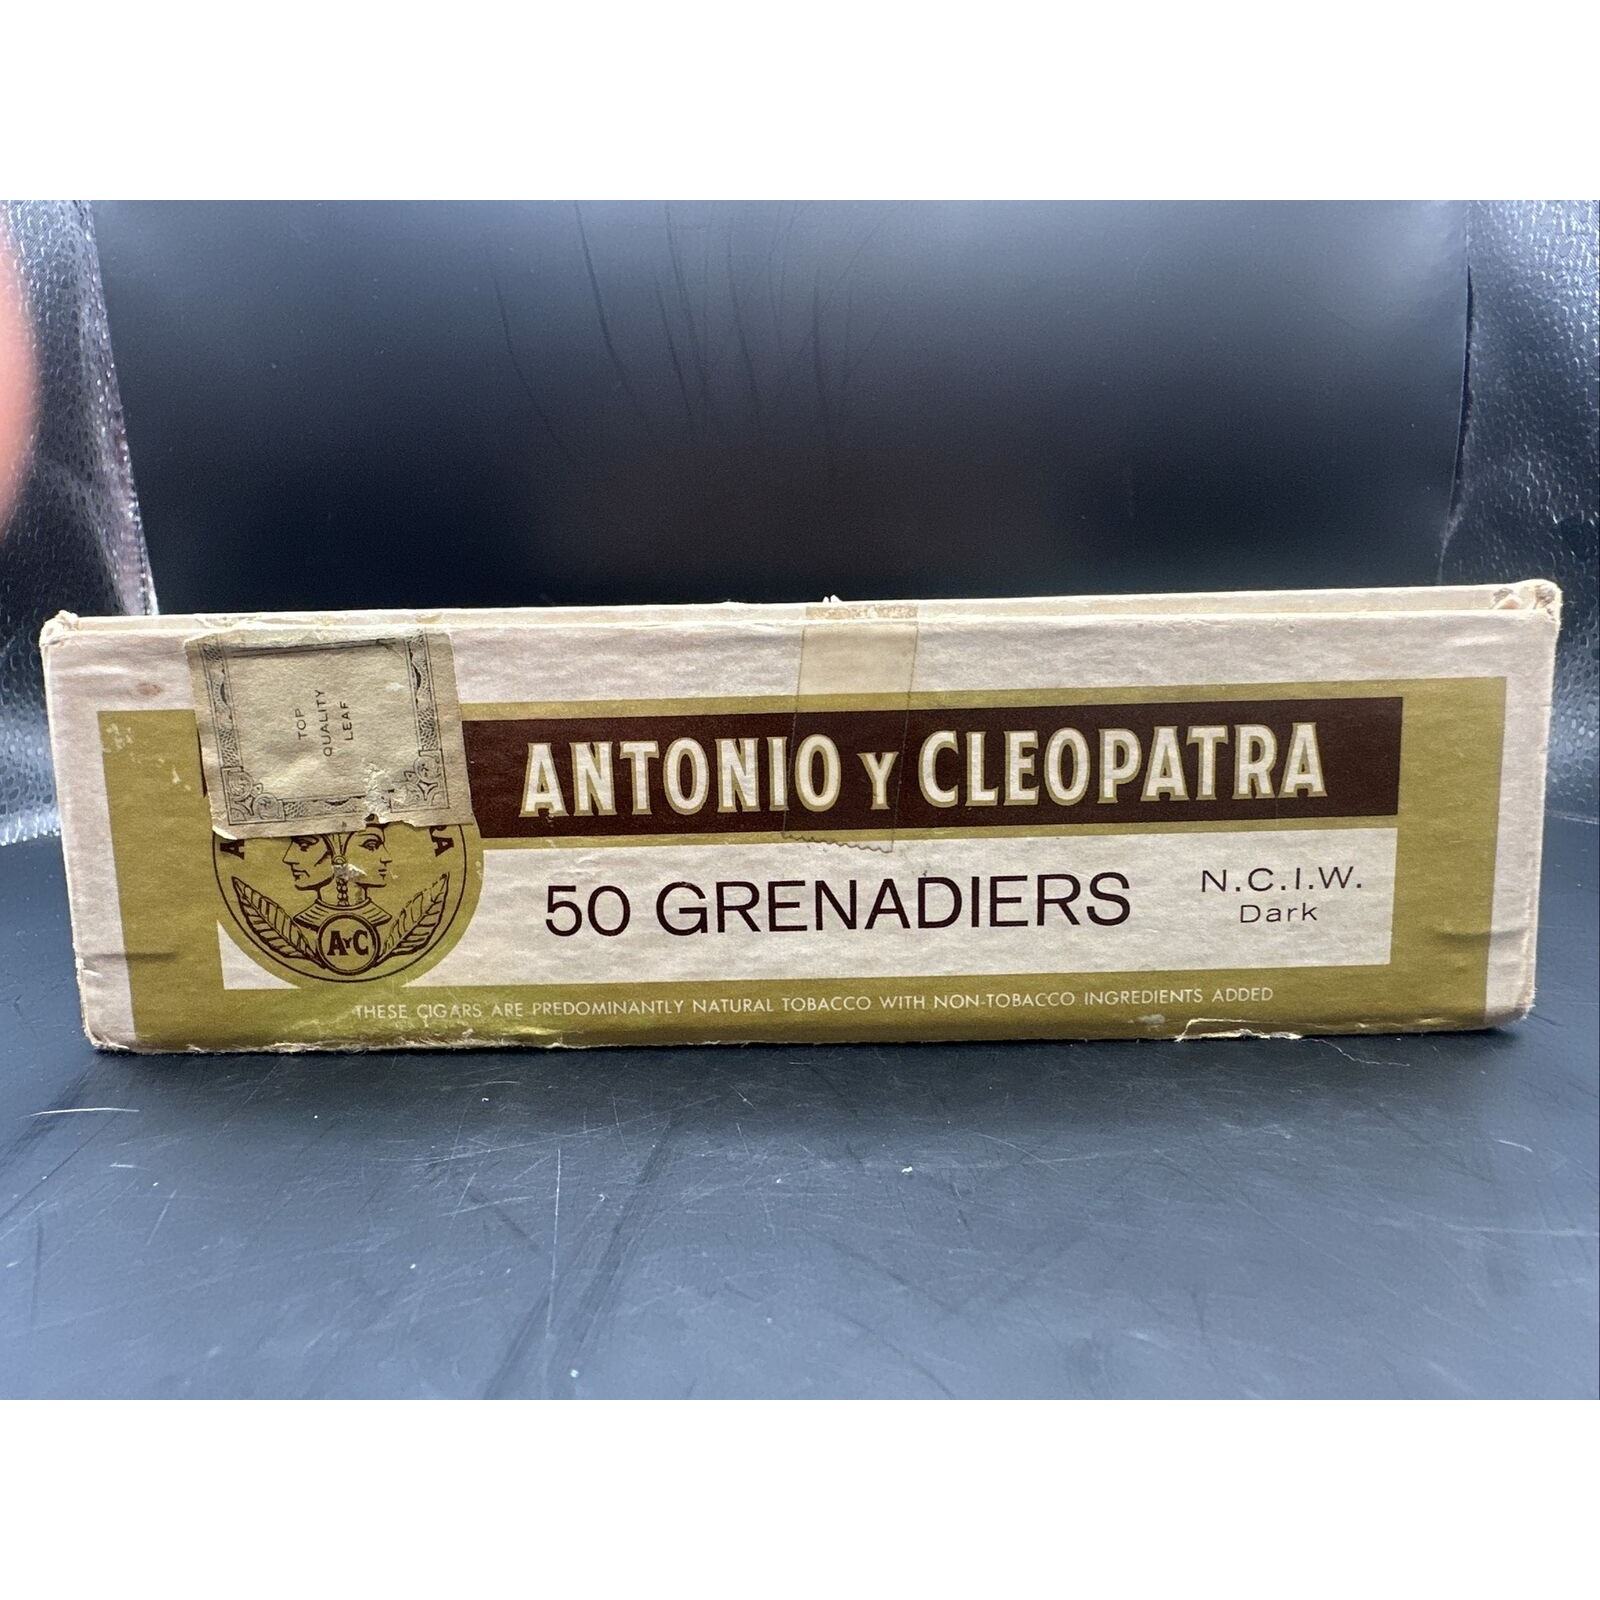 TOP
QUALITY
LEAF
ANTONIO Y CLEOPATRA
50 GRENADIERS
N.C.I.W.
Dark
AyC
THESE CIGARS ARE PREDOMINANTLY NATURAL TOBACCO WITH NON-TOBACCO INGREDIENTS ADDED